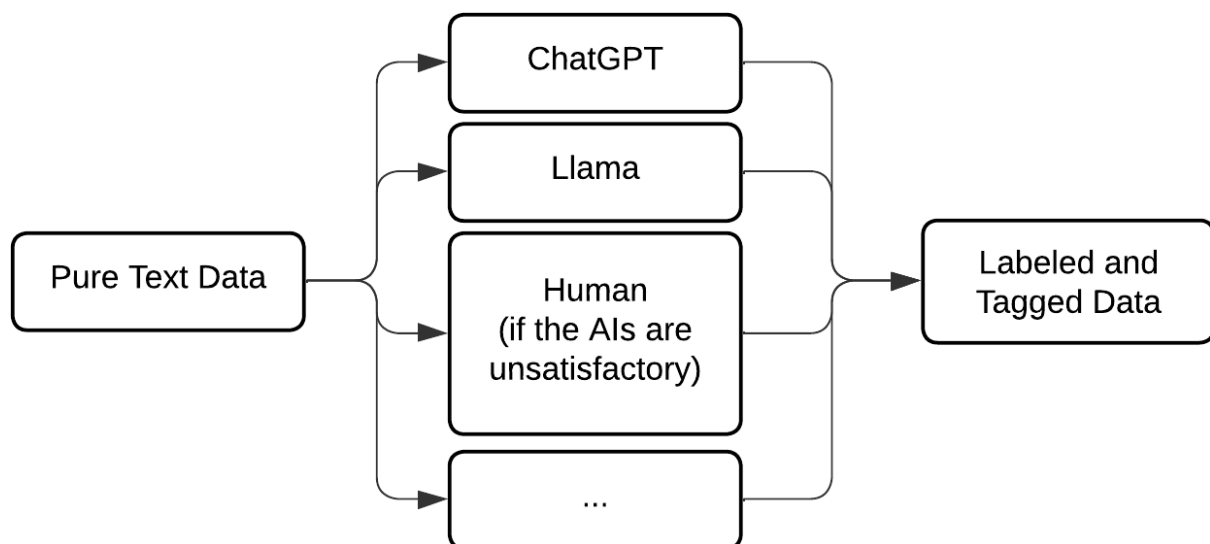 ChatGPT
Llama
Pure Text Data
Human
(if the AIs are
unsatisfactory)
...
Labeled and
Tagged Data